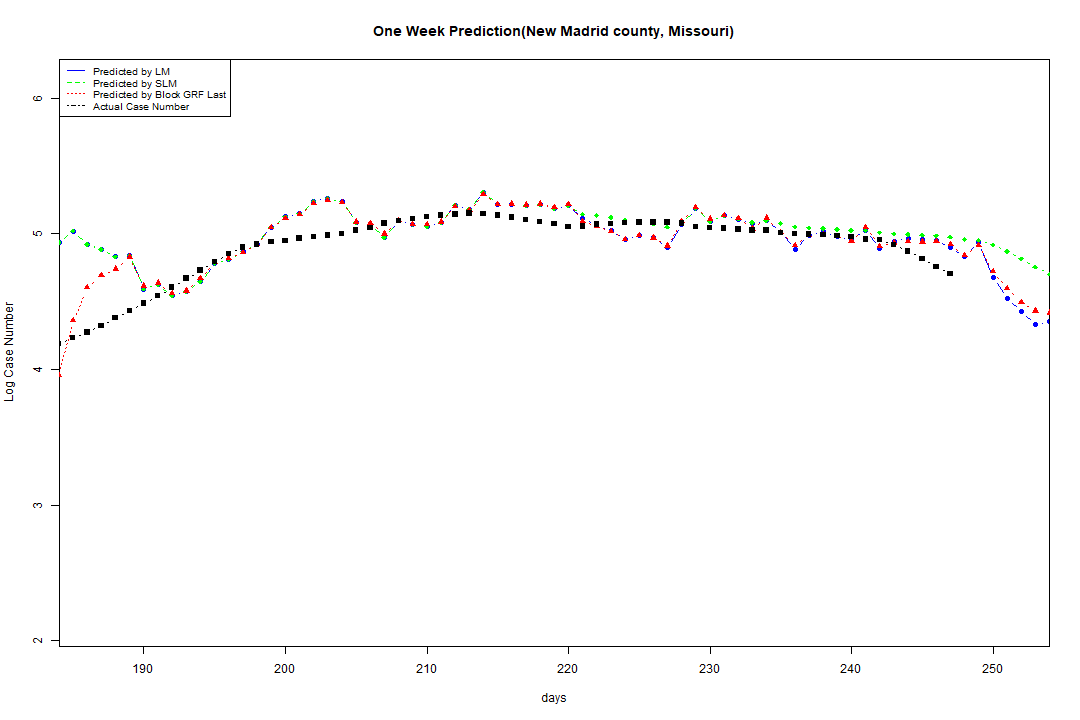 One Week Prediction(New Madrid county, Missouri)
Predicted by LM
Predicted by SLM
Predicted by Block GRF Last
Actual Case Number
6
5
4
3
2
Log Case Number
190 200 210 220 230 240 250
days